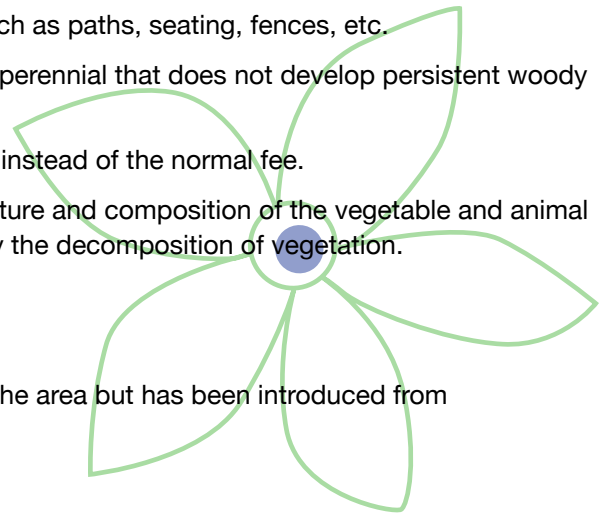 ch as paths, seating, fences, etc.
perennial that does not develop persistent woody
instead of the normal fee.
ture and composition of the vegetable and animal
the decomposition of vegetation.
he area but has been introduced from